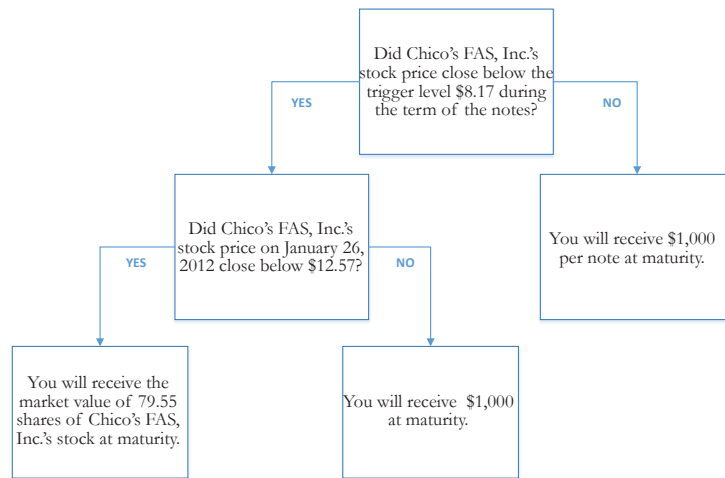 Did Chico's FAS, Inc.'s
stock price close below the
trigger level $8.17 during
the term of the notes?
YES
NO
Did Chico's FAS, Inc.'s
stock price on January 26,
2012 close below $12.57?
You will receive $1,000
per note at maturity.
YES
NO
You will receive the
market value of 79.55
shares of Chico's FAS,
Inc.'s stock at maturity.
You will receive $1,000
at maturity.